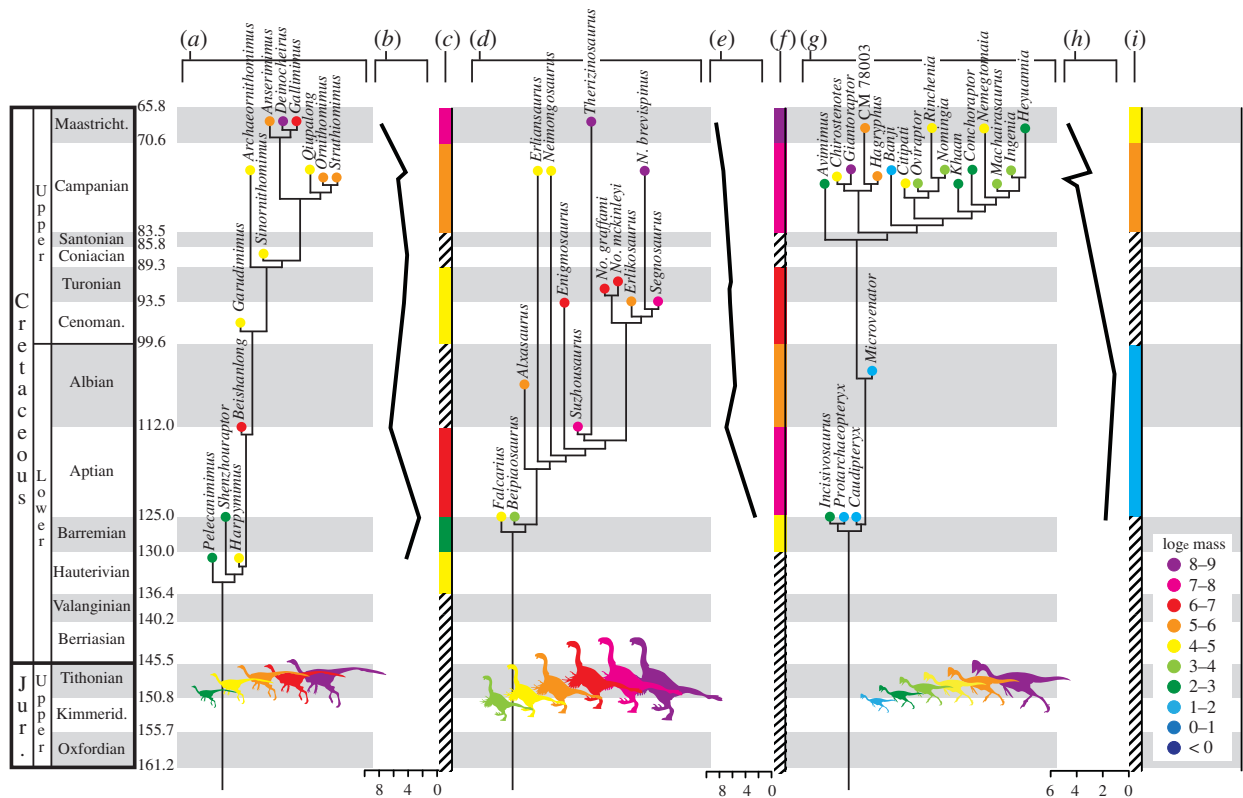 (a) (b) (c) (d) (e) (f) (g) (h) (i)
Cretaceous
Jur.
Upper
Lower
Upper
65.8
Maastricht.
70.6
Campanian
83.5
Santonian
85.8
Coniacian
89.3
Turonian
93.5
Cenoman.
99.6
Albian
112.0
Aptian
125.0
Barremian
130.0
Hauterivian
136.4
Valanginian
140.2
Berriasian
145.5
Tithonian
150.8
Kimmerid.
155.7
Oxfordian
161.2
Pelecanimimus
Shenzhouraptor
Harpymimus
Beishanlong
Garudimimus
Archaeornithomimus
Sinornithomimus
Anserimimus
Deinocheirus
Gallimimus
Qiupalong
Ornithomimus
Struthiomimus
8 4 0
Falcarius
Beipiaosaurus
Alxasaurus
Erliansaurus
Nemongosaurus
Enigmosaurus
Suzhousaurus
Therizinosaurus
No. graffami
No. mckinleyi
Erlikosaurus
N. brevispinus
Segnosaurus
8 4 0
Incisivosaurus
Protarchaeopteryx
Caudipteryx
Microvenator
Avimimus
Chirostenotes
Giantoraptor
CM 78003
Hagryphus
Banji
Citipati
Oviraptor
Rinchenia
Nomingia
Khaan
Conchoraptor
Nemegtomaia
Machairasaurus
Ingenia
Heyuannia
6 4 2 0
logₑ mass
8–9
7–8
6–7
5–6
4–5
3–4
2–3
1–2
0–1
< 0